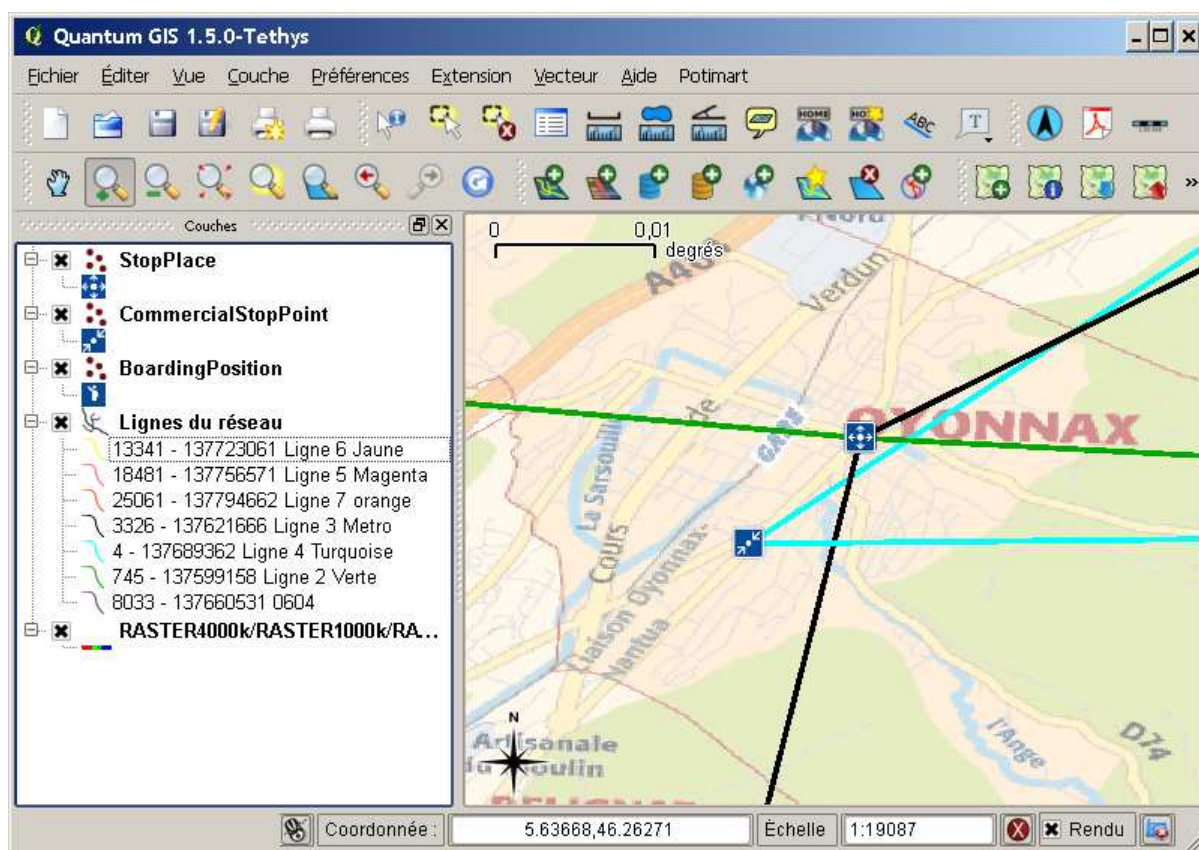 Quantum GIS 1.5.0-Tethys
Fichier Éditer Vue Couche Préférences Extension Vecteur Aide Potimart
HOME
ABC
T
»
Couches
StopPlace
CommercialStopPoint
BoardingPosition
Lignes du réseau
13341 - 137723061 Ligne 6 Jaune
18481 - 137756571 Ligne 5 Magenta
25061 - 137794662 Ligne 7 orange
3326 - 137621666 Ligne 3 Metro
4 - 137689362 Ligne 4 Turquoise
745 - 137599158 Ligne 2 Verte
8033 - 137660531 0604
RASTER4000k/RASTER1000k/RA...
0 0,01
degrés
Verdun
de
Cours
GARE
OYONNAX
La Sarsouille
Liaison Oyonnax-
Nantua
l'Ange
D74
N
Artisanale
du Moulin
Coordonnée : 5.63668,46.26271 Échelle 1:19087 Rendu